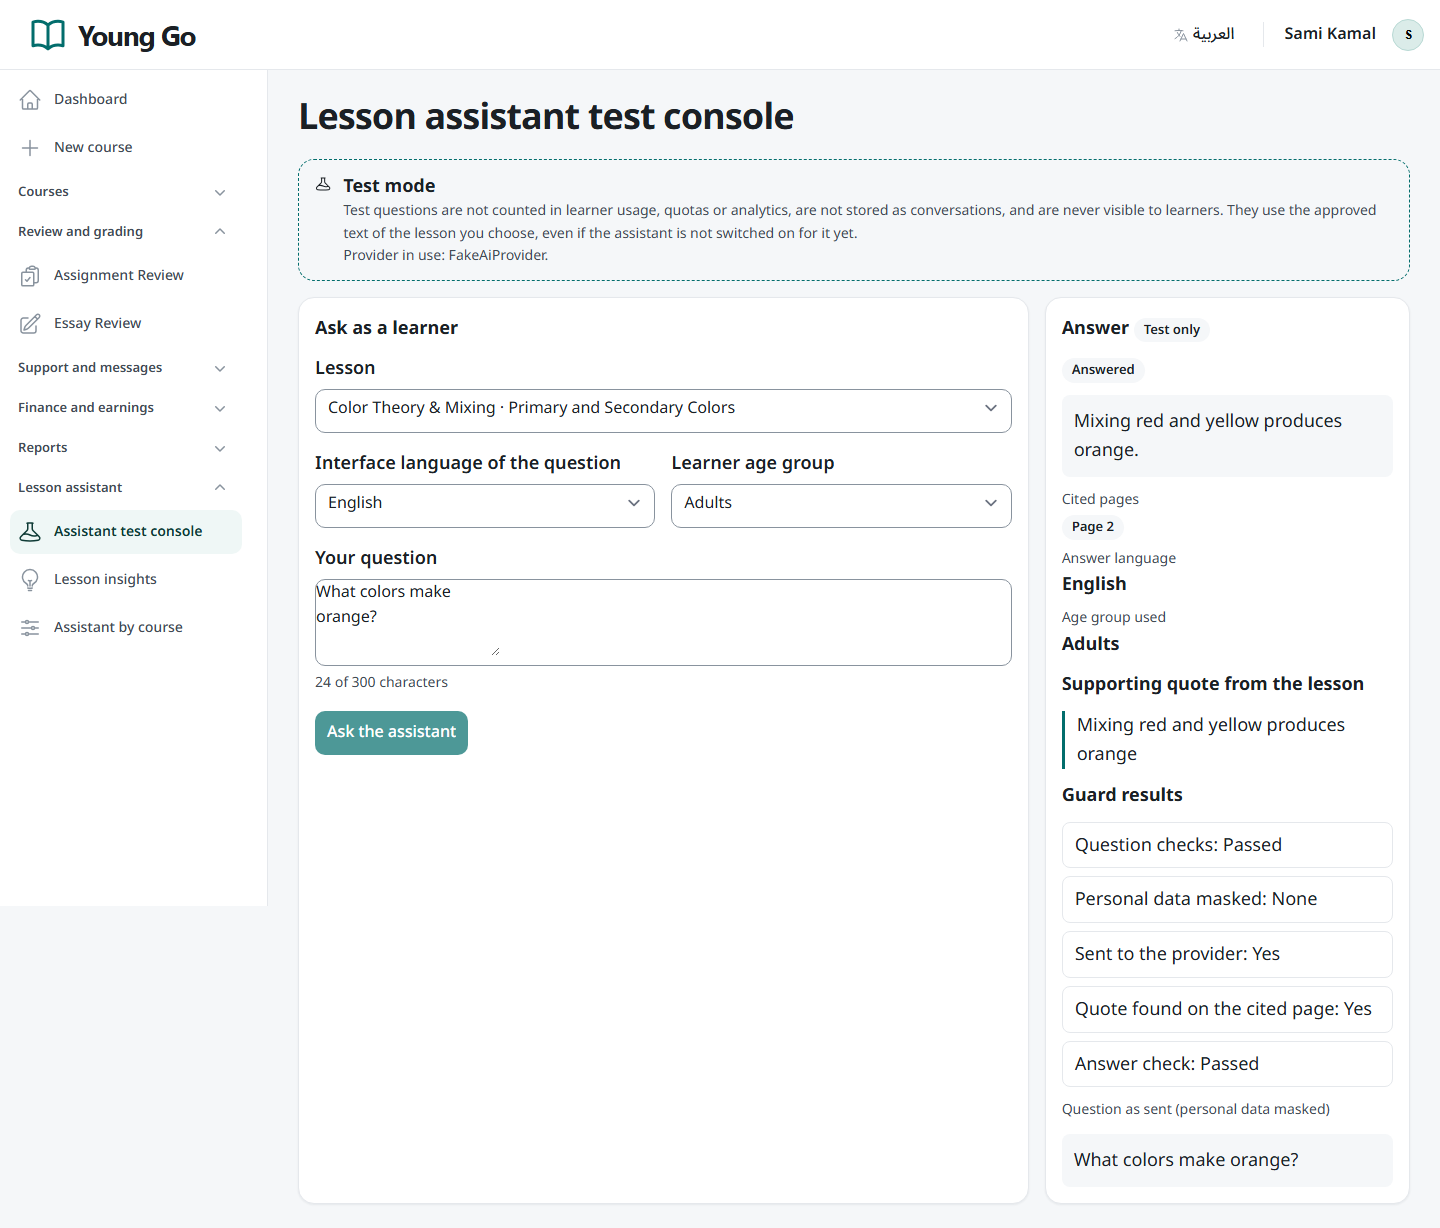 Young Go
العربية
Sami Kamal
S
Dashboard
New course
Courses
Review and grading
Assignment Review
Essay Review
Support and messages
Finance and earnings
Reports
Lesson assistant
Assistant test console
Lesson insights
Assistant by course
Lesson assistant test console
Test mode
Test questions are not counted in learner usage, quotas or analytics, are not stored as conversations, and are never visible to learners. They use the approved
text of the lesson you choose, even if the assistant is not switched on for it yet.
Provider in use: FakeAiProvider.
Ask as a learner
Lesson
Color Theory & Mixing · Primary and Secondary Colors
Interface language of the question
Learner age group
English
Adults
Your question
What colors make
orange?
24 of 300 characters
Ask the assistant
Answer
Test only
Answered
Mixing red and yellow produces
orange.
Cited pages
Page 2
Answer language
English
Age group used
Adults
Supporting quote from the lesson
Mixing red and yellow produces
orange
Guard results
Question checks: Passed
Personal data masked: None
Sent to the provider: Yes
Quote found on the cited page: Yes
Answer check: Passed
Question as sent (personal data masked)
What colors make orange?